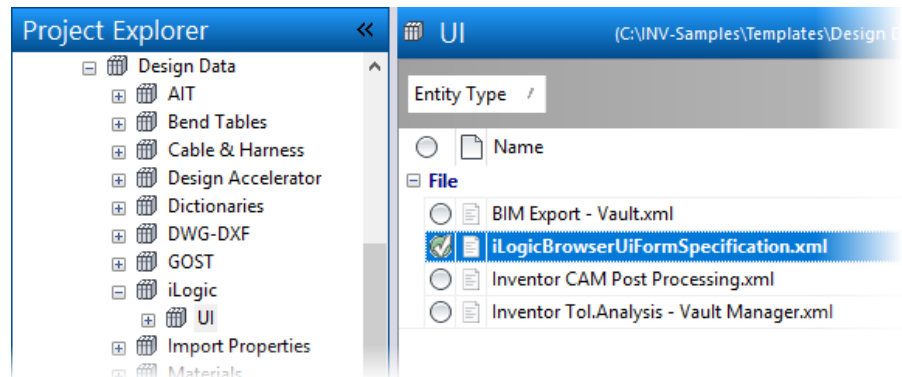 Project Explorer
Design Data
AIT
Bend Tables
Cable & Harness
Design Accelerator
Dictionaries
DWG-DXF
GOST
iLogic
UI
Import Properties
Materials
UI (C:\INV-Samples\Templates\Design D
Entity Type /
Name
File
BIM Export - Vault.xml
iLogicBrowserUiFormSpecification.xml
Inventor CAM Post Processing.xml
Inventor Tol.Analysis - Vault Manager.xml